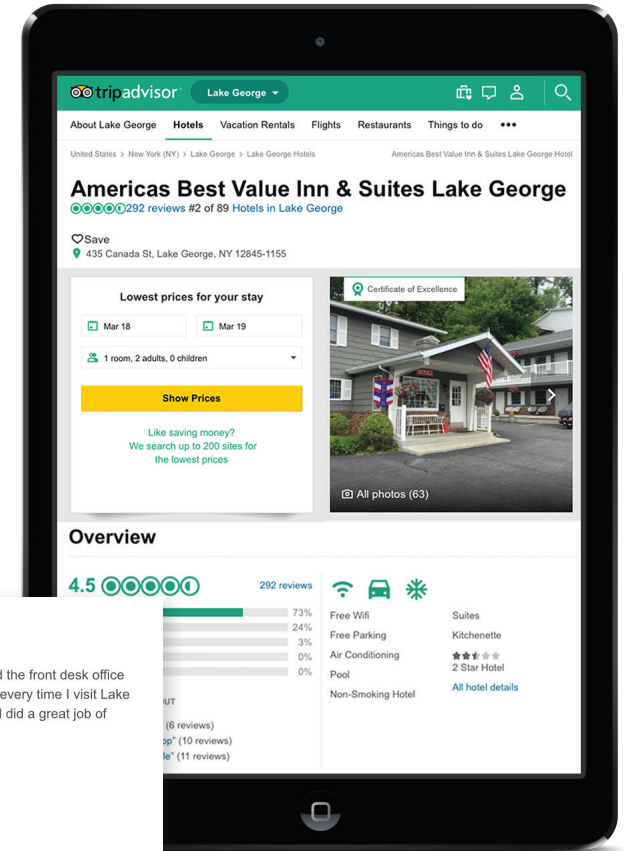 tripadvisor
Lake George
About Lake George Hotels Vacation Rentals Flights Restaurants Things to do •••
United States > New York (NY) > Lake George > Lake George Hotels
Americas Best Value Inn & Suites Lake George Hotel
Americas Best Value Inn & Suites Lake George
292 reviews #2 of 89 Hotels in Lake George
Save
435 Canada St, Lake George, NY 12845-1155
Lowest prices for your stay
Mar 18 Mar 19
1 room, 2 adults, 0 children
Show Prices
Like saving money?
We search up to 200 sites for
the lowest prices
Certificate of Excellence
OFFICE
All photos (63)
Overview
4.5 292 reviews
73%
24%
3%
0%
0%
(6 reviews)
(10 reviews)
(11 reviews)
Free Wifi
Free Parking
Air Conditioning
Pool
Non-Smoking Hotel
Suites
Kitchenette
2 Star Hotel
All hotel details
the front desk office
every time I visit Lake
did a great job of